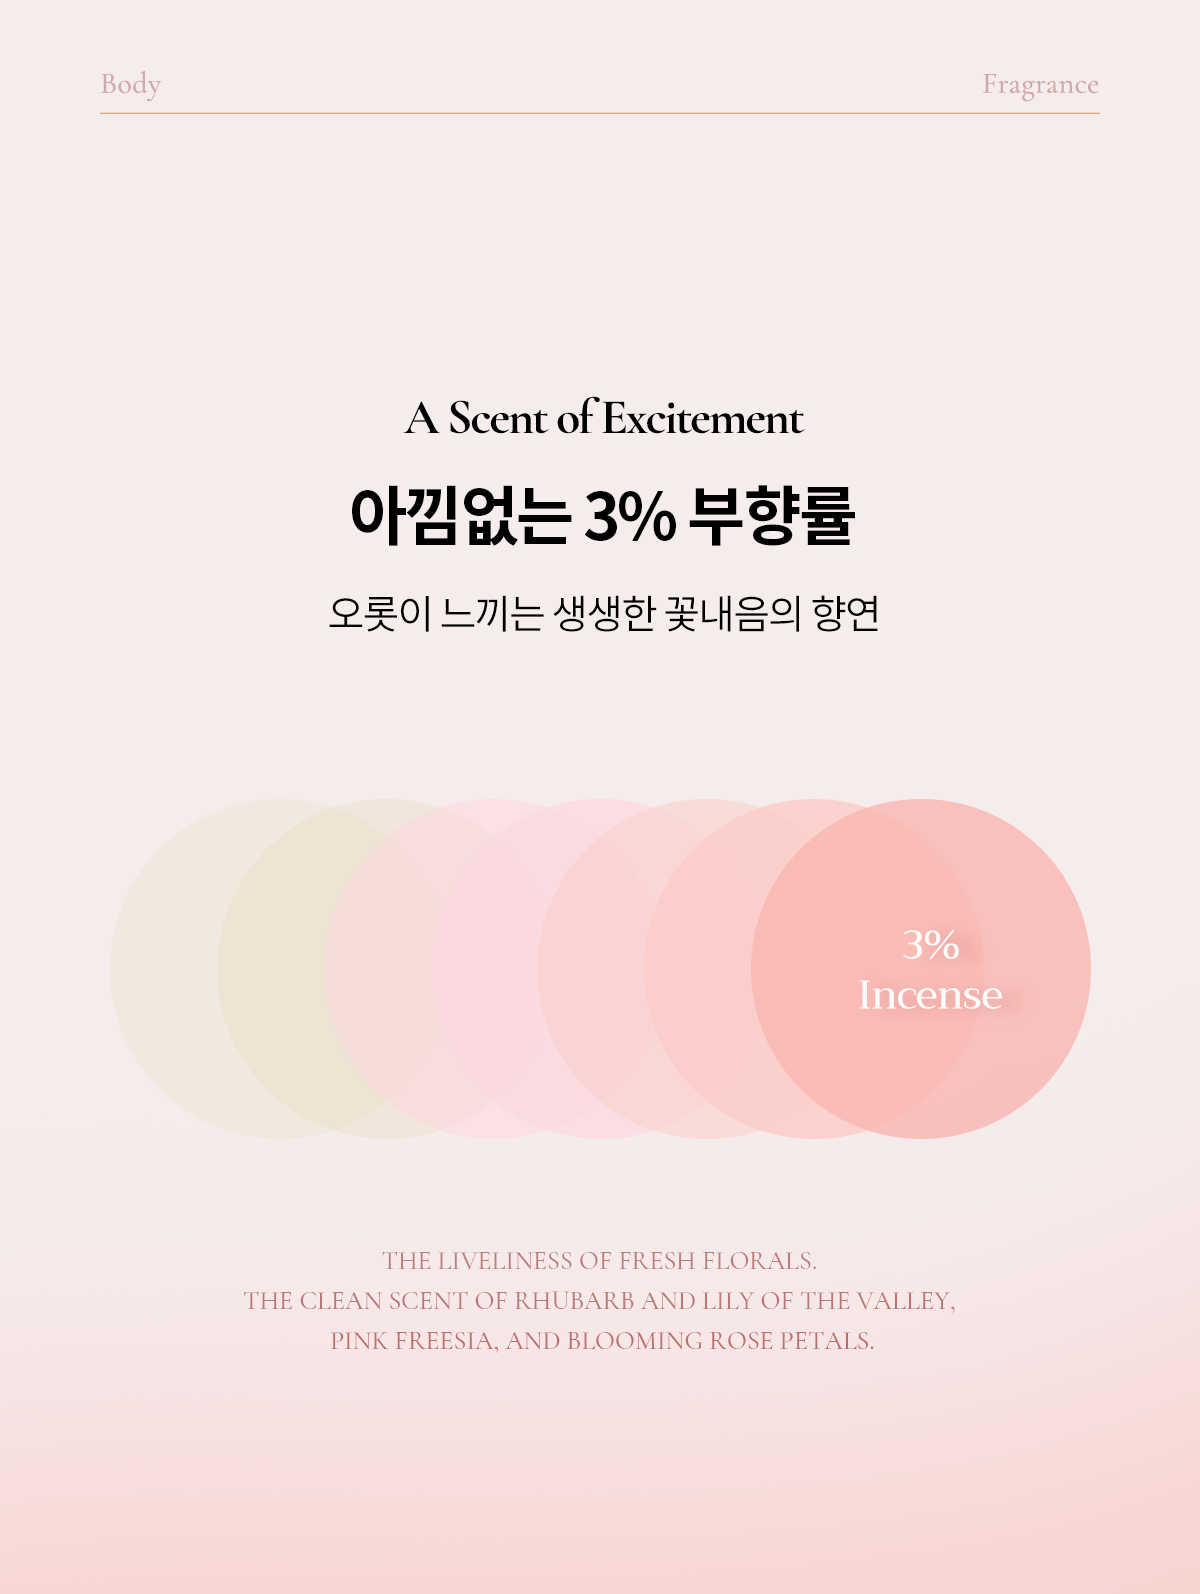 Body
Fragrance
A Scent of Excitement
아낌없는 3% 부향률
오롯이 느끼는 생생한 꽃내음의 향연
3%
Incense
THE LIVELINESS OF FRESH FLORALS.
THE CLEAN SCENT OF RHUBARB AND LILY OF THE VALLEY,
PINK FREESIA, AND BLOOMING ROSE PETALS.